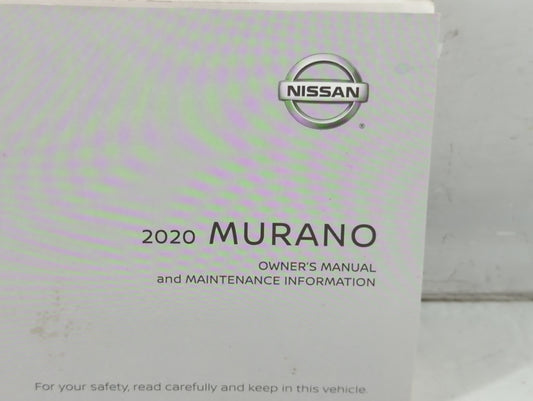 NISSAN
®
2020 MURANO
OWNER'S MANUAL
and MAINTENANCE INFORMATION
For your safety, read carefully and keep in this vehicle.